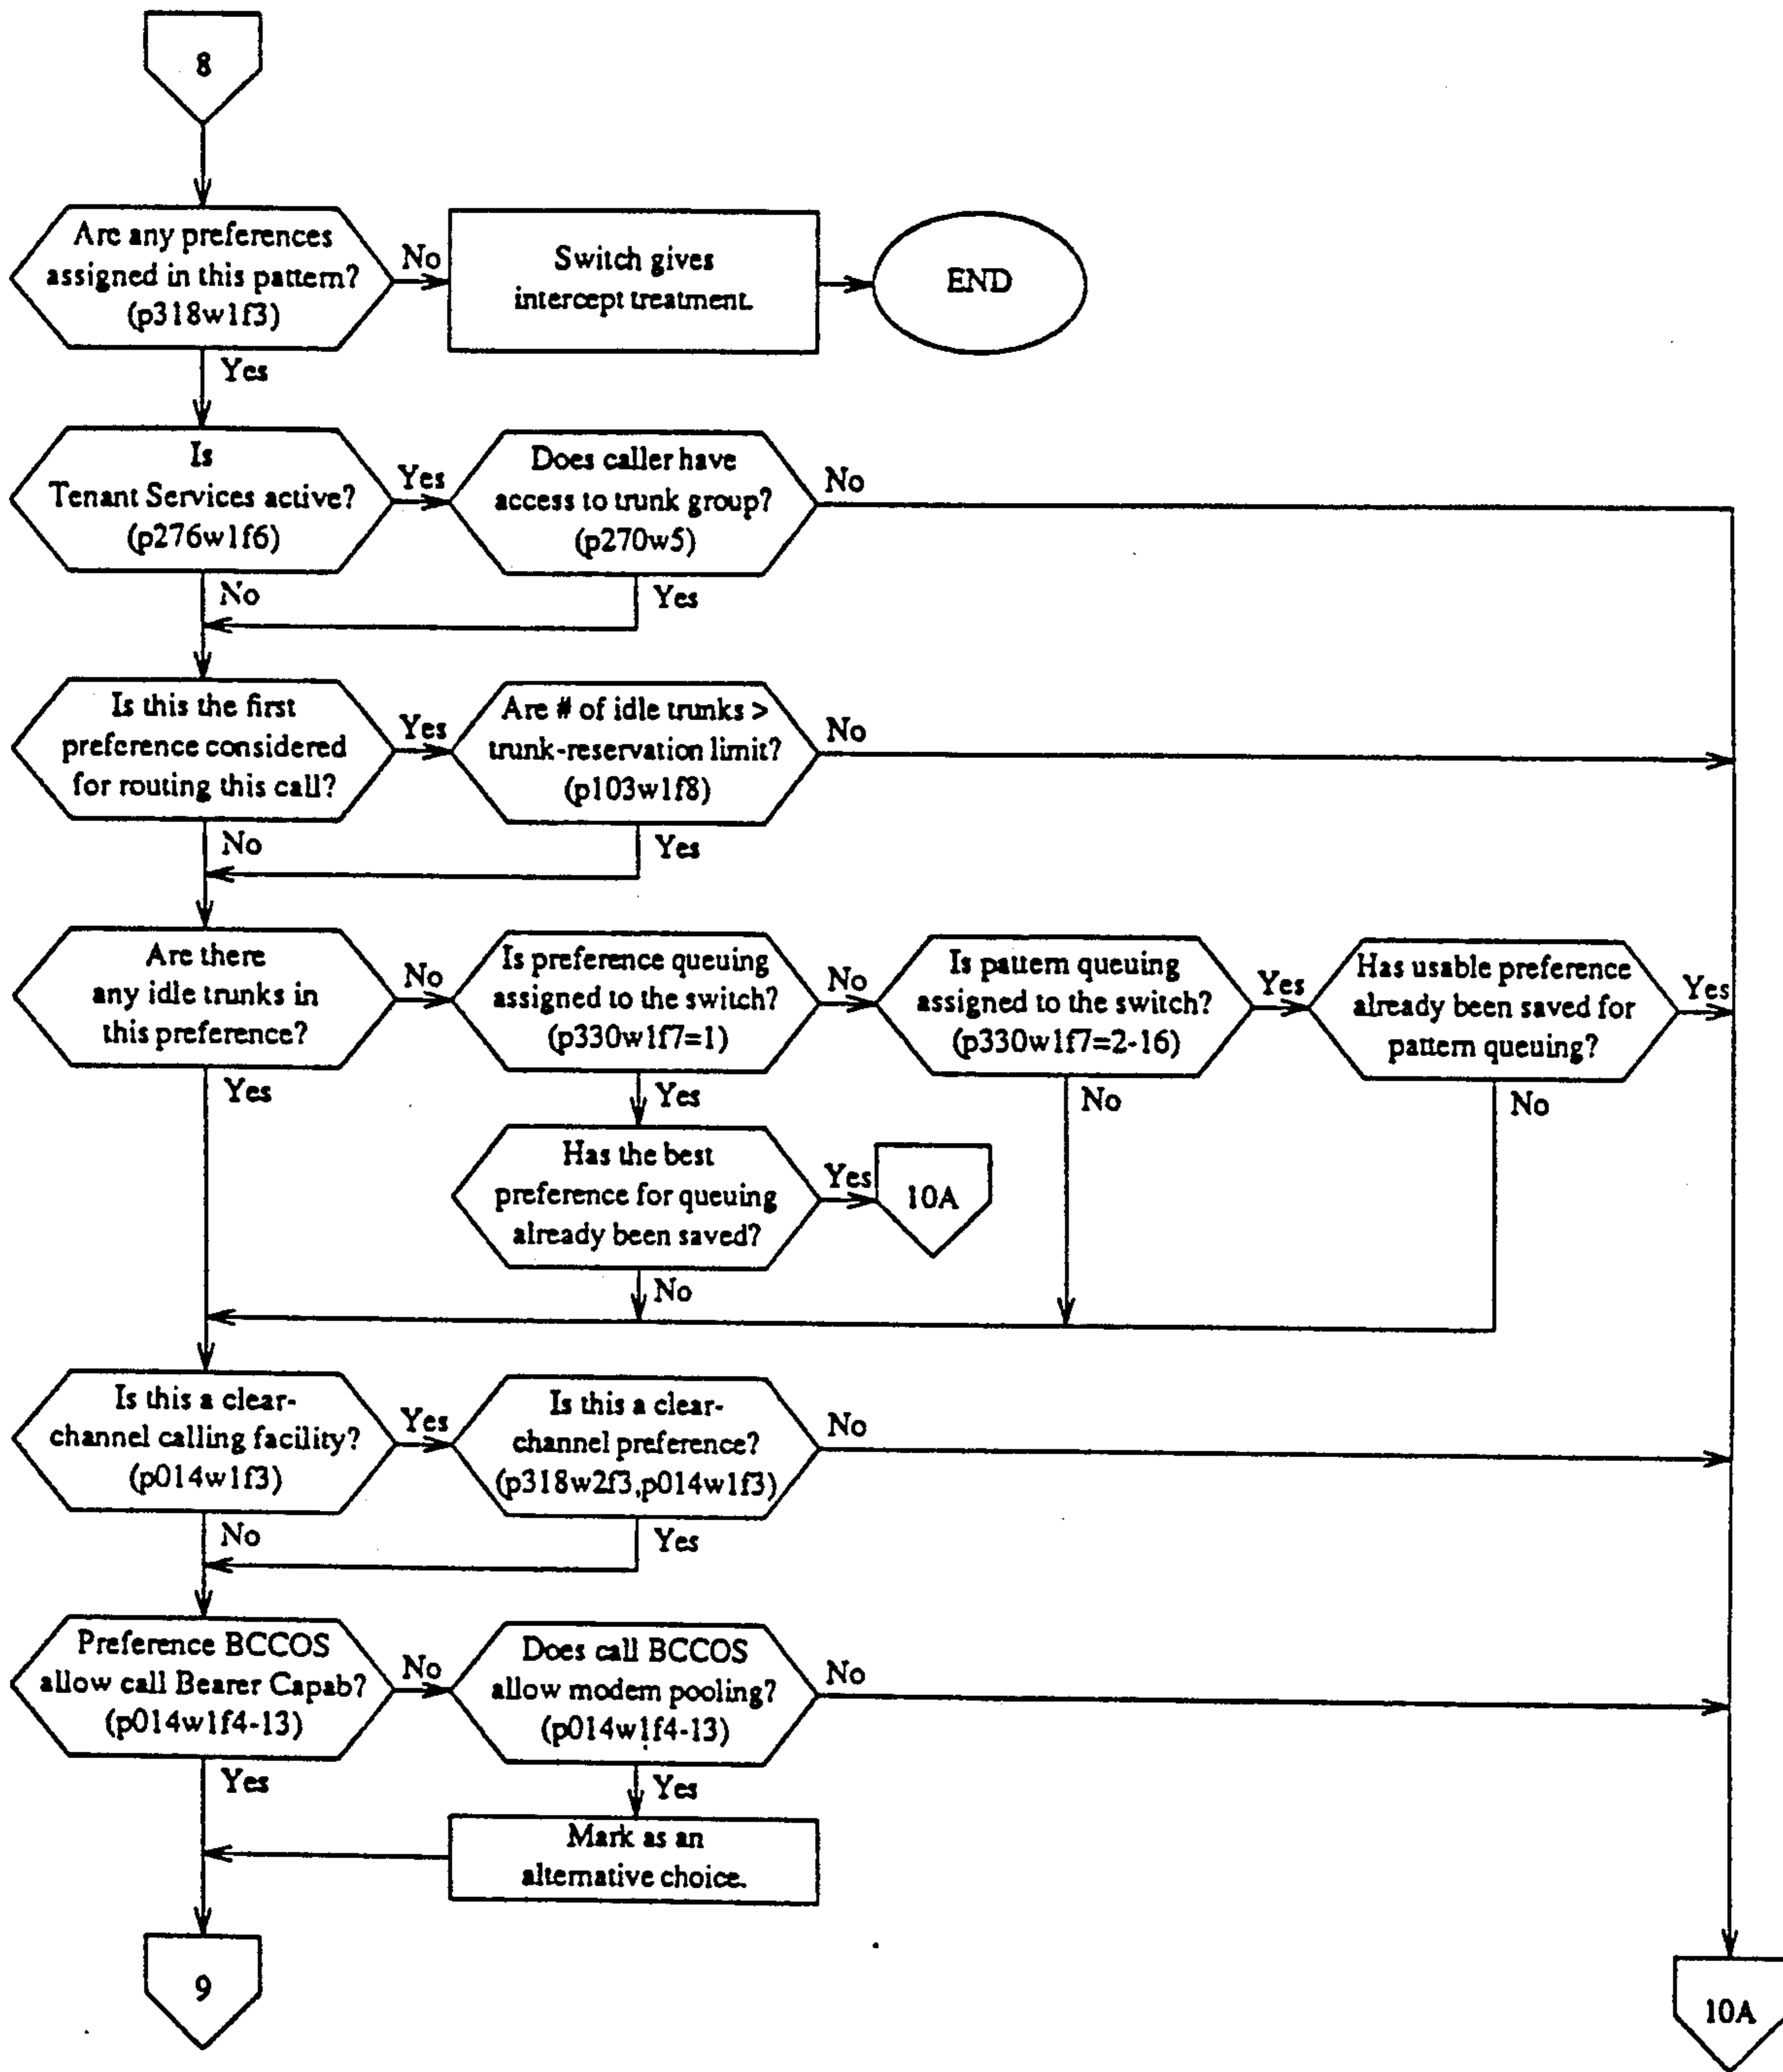 8
Are any preferences
assigned in this pattern?
(p318w1f3)
No
Switch gives
intercept treatment.
END
Yes
Is
Tenant Services active?
(p276w1f6)
Yes
Does caller have
access to trunk group?
(p270w5)
No
No
Yes
Is this the first
preference considered
for routing this call?
Yes
Are # of idle trunks >
trunk-reservation limit?
(p103w1f8)
No
No
Yes
Are there
any idle trunks in
this preference?
No
Is preference queuing
assigned to the switch?
(p330w1f7=1)
No
Is pattern queuing
assigned to the switch?
(p330w1f7=2-16)
Yes
Has usable preference
already been saved for
pattern queuing?
Yes
Yes
Yes
No
No
Has the best
preference for queuing
already been saved?
Yes
10A
No
Is this a clear-
channel calling facility?
(p014w1f3)
Yes
Is this a clear-
channel preference?
(p318w2f3,p014w1f3)
No
No
Yes
Preference BCCOS
allow call Bearer Capab?
(p014w1f4-13)
No
Does call BCCOS
allow modem pooling?
(p014w1f4-13)
No
Yes
Yes
Mark as an
alternative choice.
9
10A